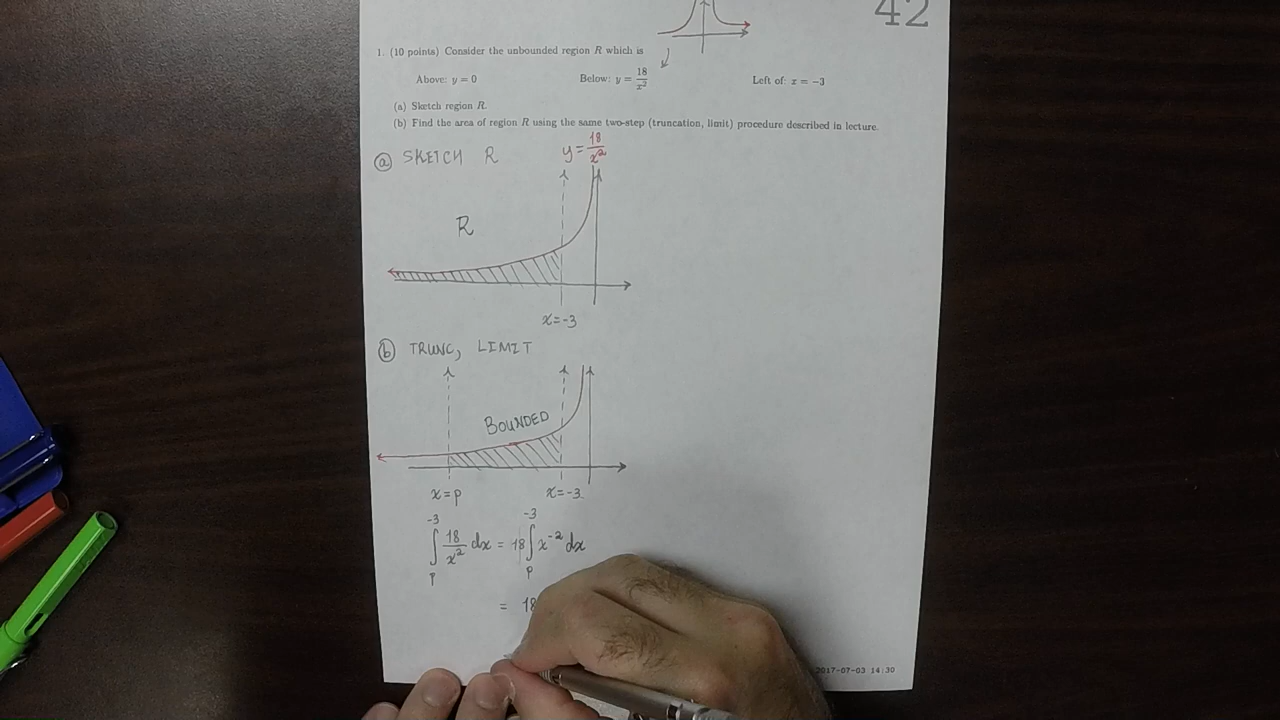 42
1. (10 points) Consider the unbounded region R which is
Above: y = 0 Below: y = 18/x² Left of: x = −3
(a) Sketch region R.
(b) Find the area of region R using the same two-step (truncation, limit) procedure described in lecture.
(a) SKETCH R y = 18/x²
R
x=-3
(b) TRUNC, LIMIT
BOUNDED
x=p x=-3
∫_p^{-3} 18/x² dx = 18 ∫_p^{-3} x^{-2} dx
= 18
2017-07-03 14:30